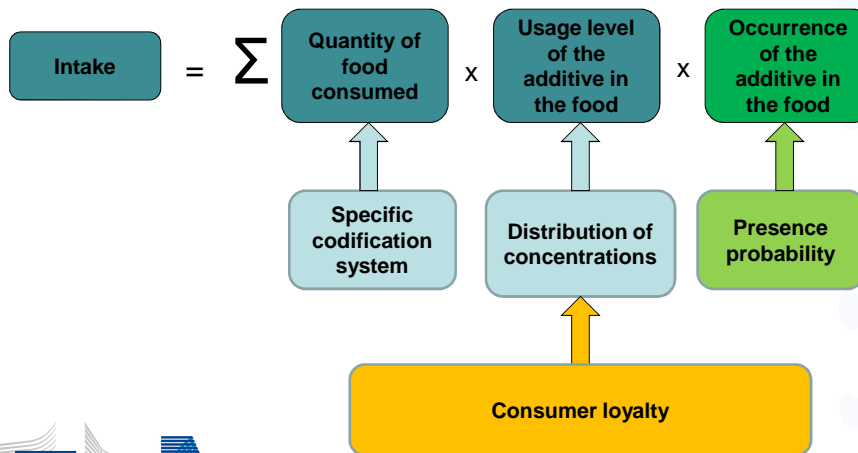 Intake
=
Σ
Quantity of
food
consumed
x
Usage level
of the
additive in
the food
x
Occurrence
of the
additive in
the food
Specific
codification
system
Distribution of
concentrations
Presence
probability
Consumer loyalty